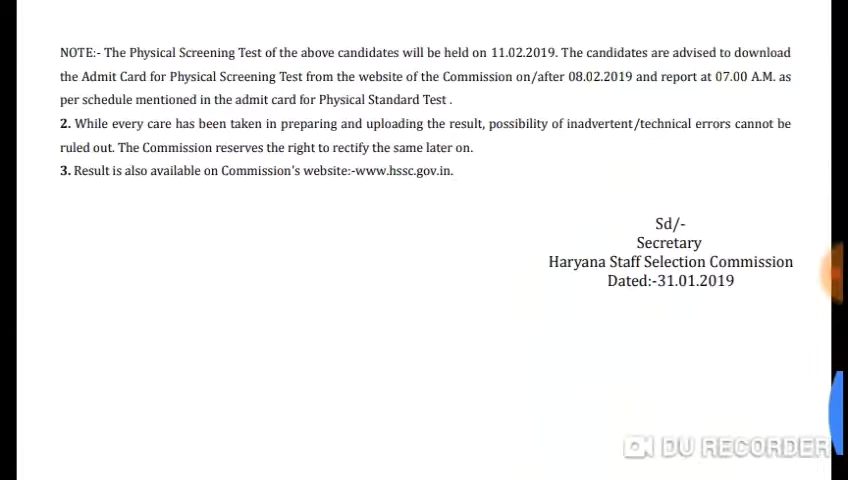 NOTE:- The Physical Screening Test of the above candidates will be held on 11.02.2019. The candidates are advised to download
the Admit Card for Physical Screening Test from the website of the Commission on/after 08.02.2019 and report at 07.00 A.M. as
per schedule mentioned in the admit card for Physical Standard Test .
2. While every care has been taken in preparing and uploading the result, possibility of inadvertent/technical errors cannot be
ruled out. The Commission reserves the right to rectify the same later on.
3. Result is also available on Commission's website:-www.hssc.gov.in.
Sd/-
Secretary
Haryana Staff Selection Commission
Dated:-31.01.2019
DU RECORDER